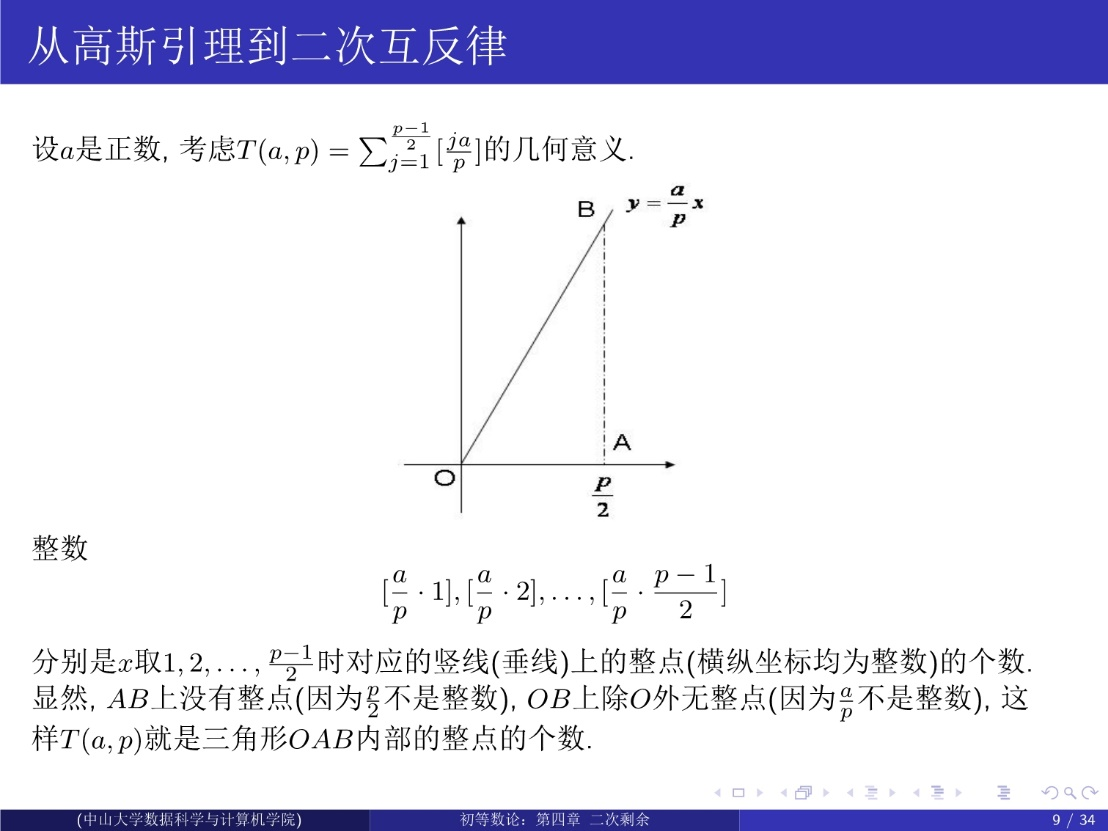 从高斯引理到二次互反律
设a是正数, 考虑T(a, p) = ∑_{j=1}^{\frac{p−1}{2}} [\frac{ja}{p}]的几何意义.
B
y = \frac{a}{p} x
A
O
\frac{p}{2}
整数
[\frac{a}{p} · 1], [\frac{a}{p} · 2], . . . , [\frac{a}{p} · \frac{p − 1}{2}]
分别是x取1, 2, . . . , \frac{p−1}{2}时对应的竖线(垂线)上的整点(横纵坐标均为整数)的个数.
显然, AB上没有整点(因为\frac{p}{2}不是整数), OB上除O外无整点(因为\frac{a}{p}不是整数), 这
样T(a, p)就是三角形OAB内部的整点的个数.
(中山大学数据科学与计算机学院)
初等数论：第四章 二次剩余
9 / 34